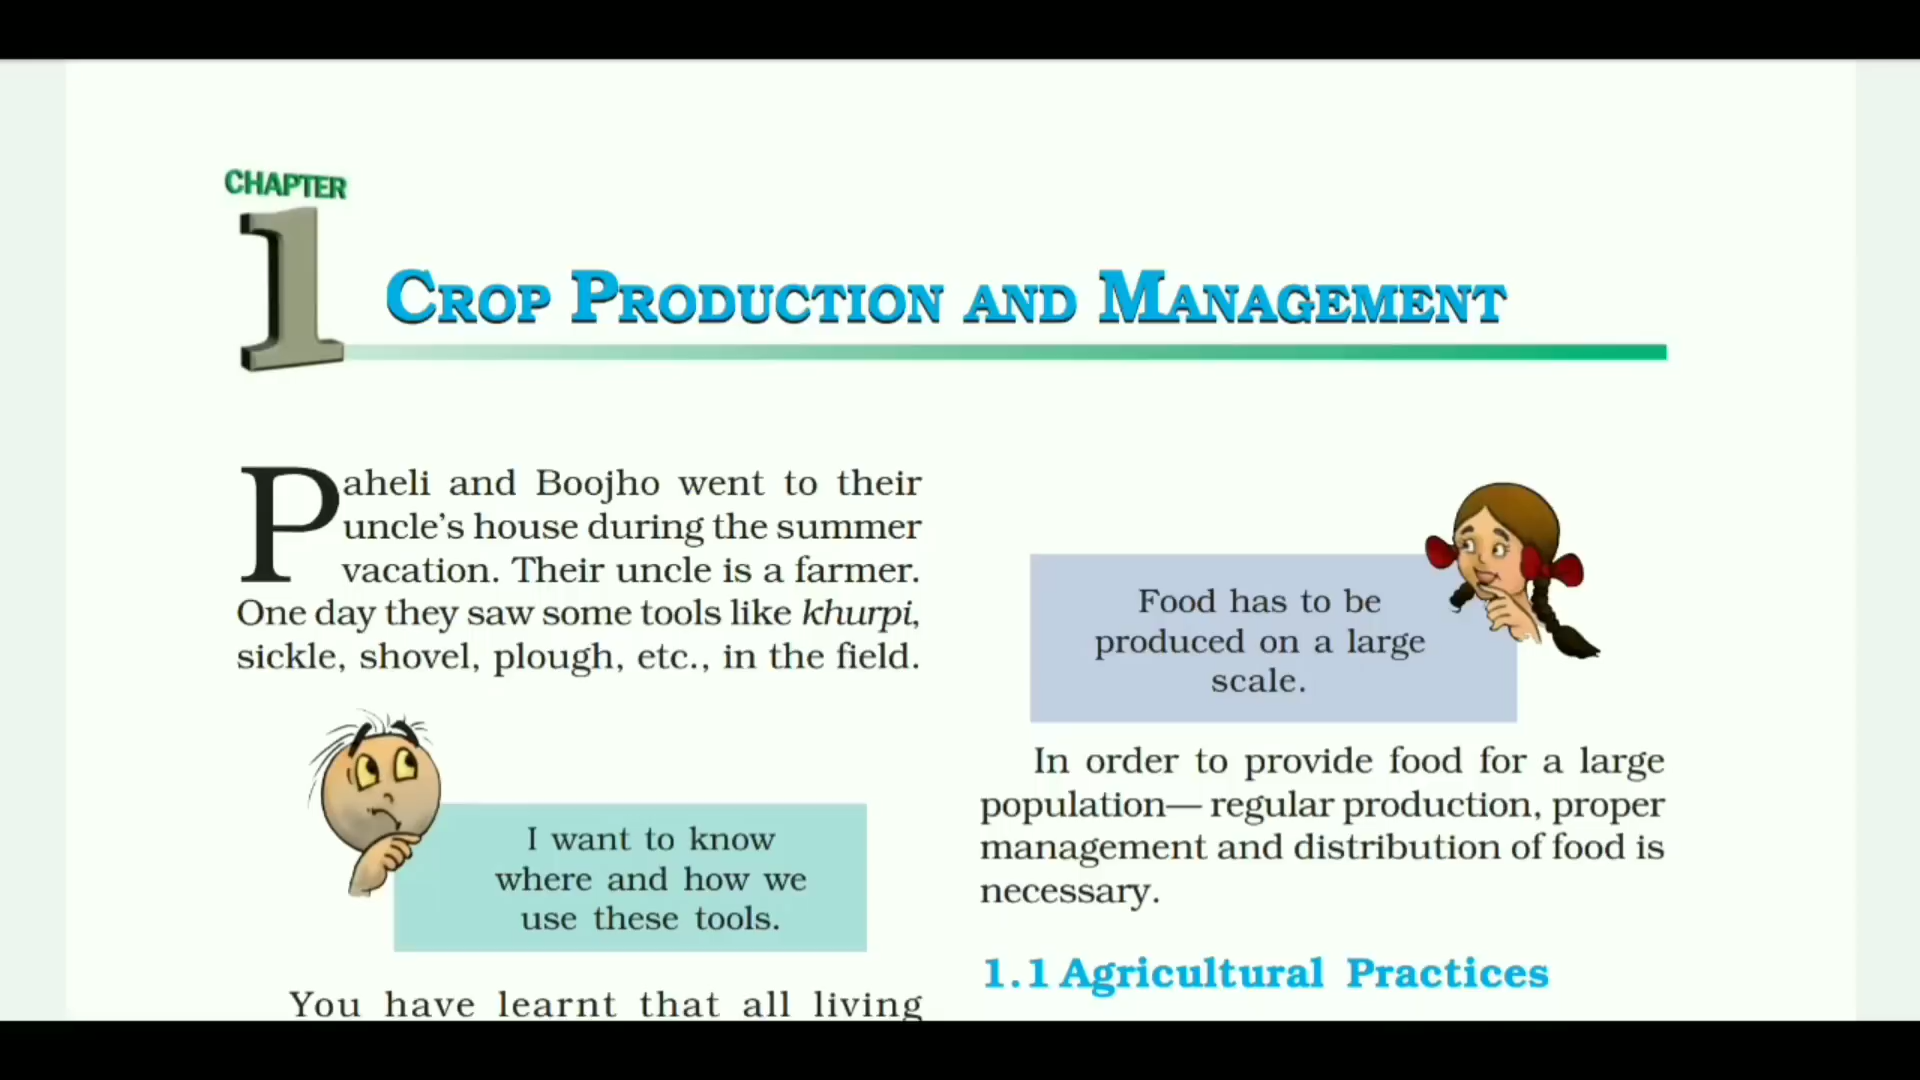 CHAPTER
1
CROP PRODUCTION AND MANAGEMENT
Paheli and Boojho went to their
uncle's house during the summer
vacation. Their uncle is a farmer.
One day they saw some tools like khurpi,
sickle, shovel, plough, etc., in the field.
I want to know
where and how we
use these tools.
You have learnt that all living
Food has to be
produced on a large
scale.
In order to provide food for a large
population— regular production, proper
management and distribution of food is
necessary.
1.1 Agricultural Practices